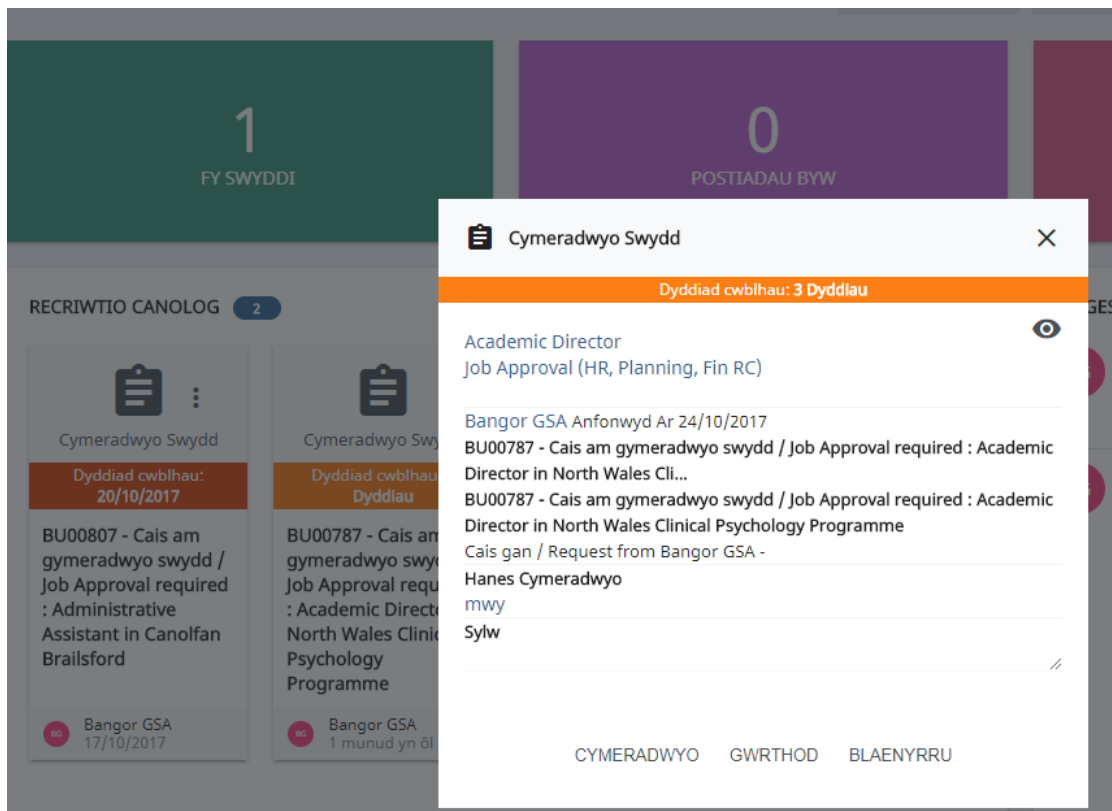 1
FY SWYDDI
0
POSTIADAU BYW
RECRIWTIO CANOLOG 2
Cymeradwyo Swydd
Dyddiad cwblhau:
20/10/2017
BU00807 - Cais am
gymeradwyo swydd /
Job Approval required
: Administrative
Assistant in Canolfan
Brailsford
BG
Bangor GSA
17/10/2017
Cymeradwyo Swy
Dyddiad cwblhau
Dyddiau
BU00787 - Cais am
gymeradwyo swy
Job Approval requ
: Academic Directo
North Wales Clinic
Psychology
Programme
BG
Bangor GSA
1 munud yn ôl
Cymeradwyo Swydd
Dyddiad cwblhau: 3 Dyddiau
Academic Director
Job Approval (HR, Planning, Fin RC)
Bangor GSA Anfonwyd Ar 24/10/2017
BU00787 - Cais am gymeradwyo swydd / Job Approval required : Academic
Director in North Wales Cli...
BU00787 - Cais am gymeradwyo swydd / Job Approval required : Academic
Director in North Wales Clinical Psychology Programme
Cais gan / Request from Bangor GSA -
Hanes Cymeradwyo
mwy
Sylw
CYMERADWYO GWRTHOD BLAENYRRU
GES